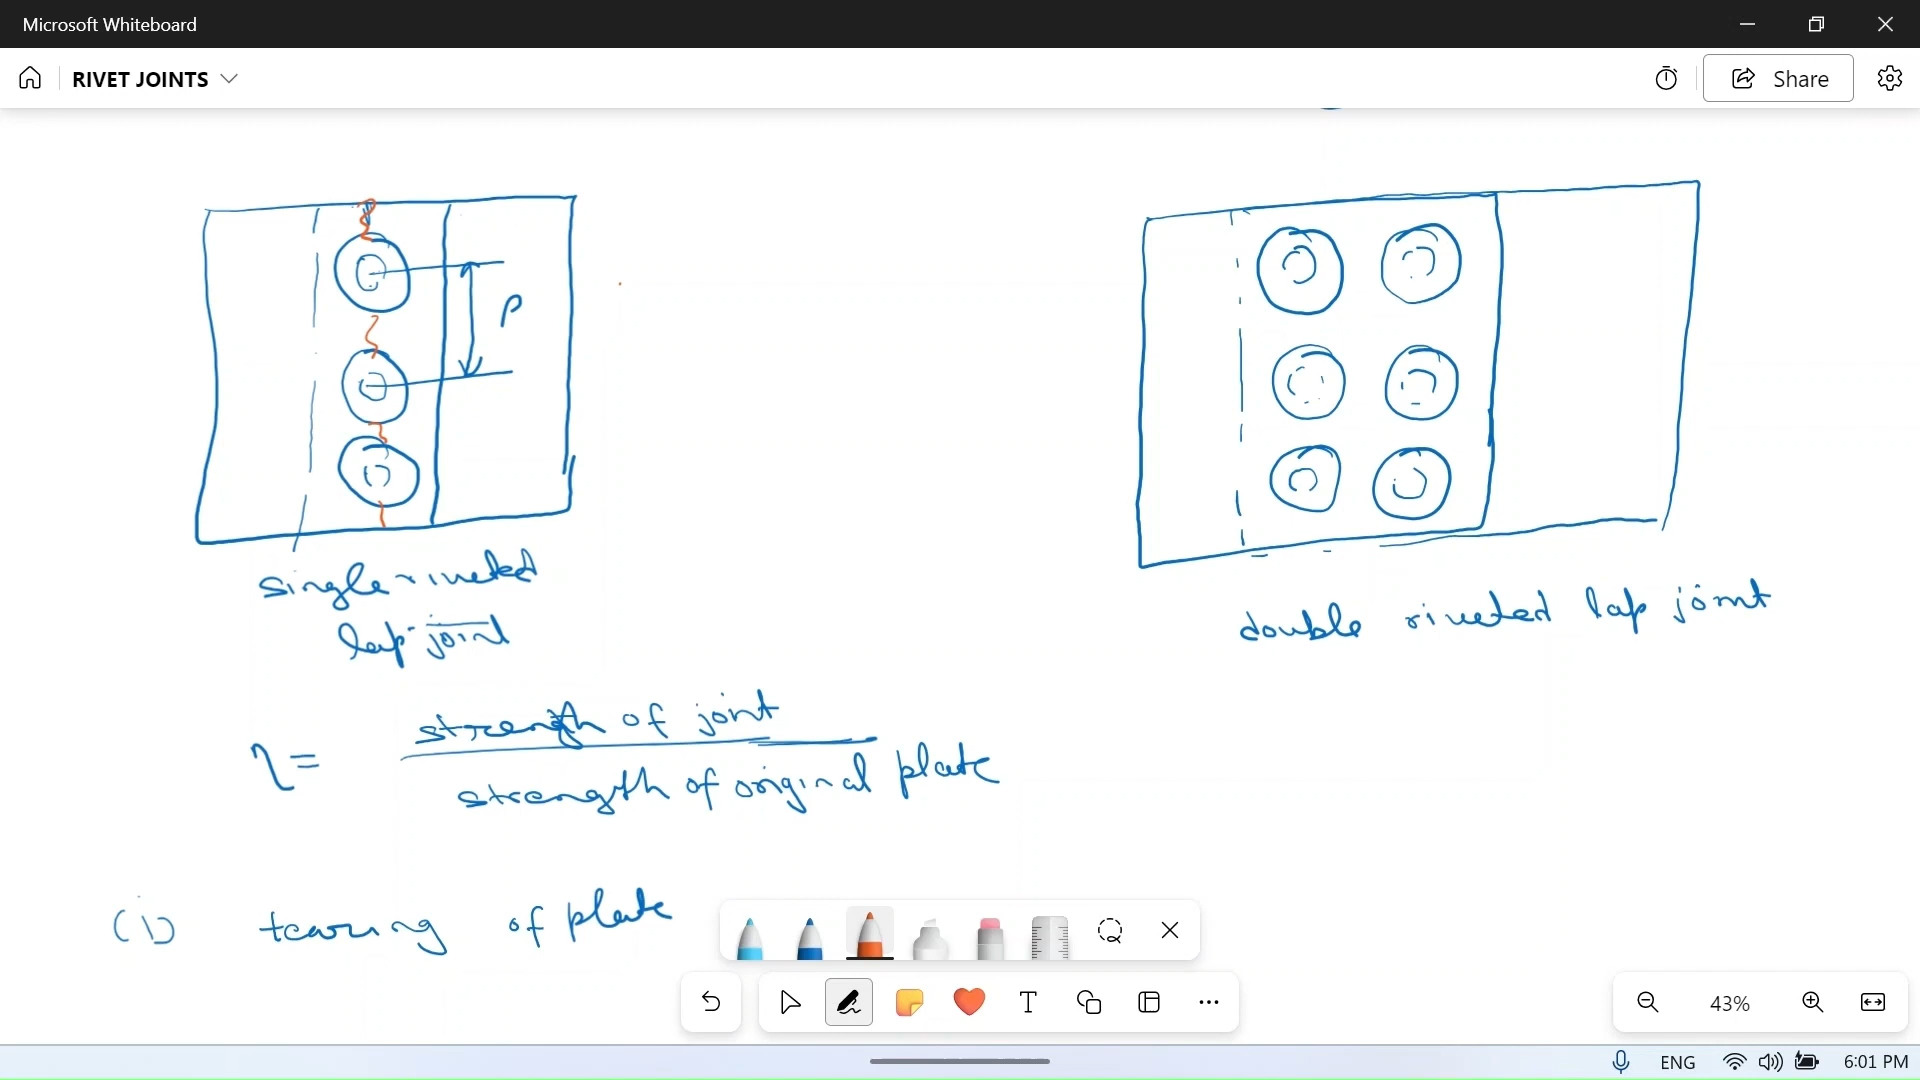 Microsoft Whiteboard
RIVET JOINTS
Share
P
single riveted
lap joint
double riveted lap joint
η = strength of joint
strength of original plate
(i) tearing of plate
43%
ENG
6:01 PM